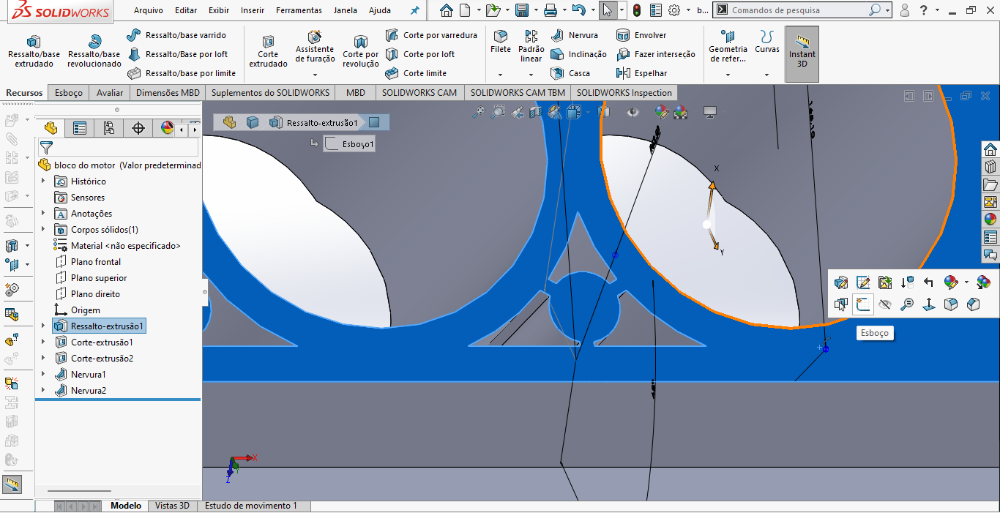 SOLIDWORKS
Arquivo Editar Exibir Inserir Ferramentas Janela Ajuda
b...
Comandos de pesquisa
?
Ressalto/base extrudado
Ressalto/base revolucionado
Ressalto/base varrido
Ressalto/Base por loft
Ressalto/base por limite
Corte extrudado
Assistente de furação
Corte por revolução
Corte por varredura
Corte por loft
Corte limite
Filete
Padrão linear
Nervura
Inclinação
Casca
Envolver
Fazer interseção
Espelhar
Geometria de refer...
Curvas
Instant 3D
Recursos Esboço Avaliar Dimensões MBD Suplementos do SOLIDWORKS MBD SOLIDWORKS CAM SOLIDWORKS CAM TBM SOLIDWORKS Inspection
Ressalto-extrusão1
Esboço1
bloco do motor (Valor predeterminad
Histórico
Sensores
Anotações
Corpos sólidos(1)
Material <não especificado>
Plano frontal
Plano superior
Plano direito
Origem
Ressalto-extrusão1
Corte-extrusão1
Corte-extrusão2
Nervura1
Nervura2
X
Y
Esboço
X
Y
Z
Modelo Vistas 3D Estudo de movimento 1